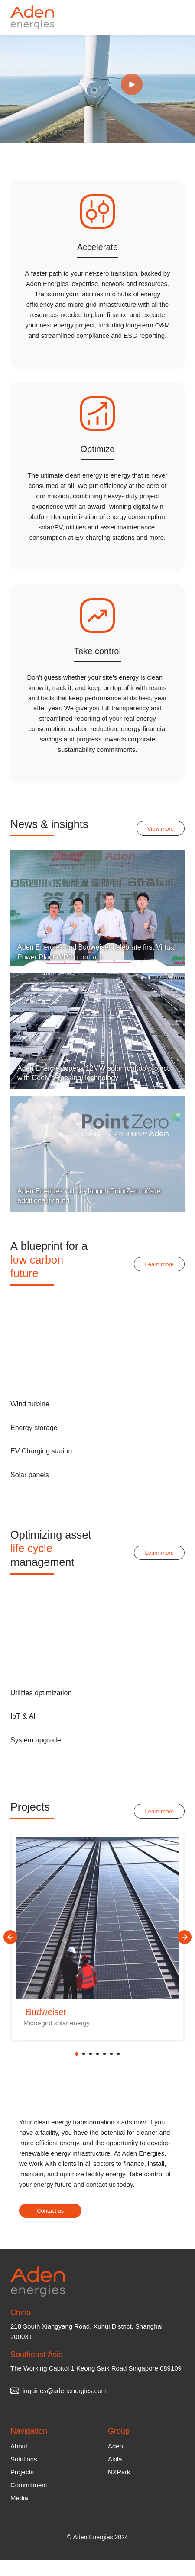 Aden
energies
Accelerate
A faster path to your net-zero transition, backed by
Aden Energies' expertise, network and resources.
Transform your facilities into hubs of energy
efficiency and micro-grid infrastructure with all the
resources needed to plan, finance and execute
your next energy project, including long-term O&M
and streamlined compliance and ESG reporting.
Optimize
The ultimate clean energy is energy that is never
consumed at all. We put efficiency at the core of
our mission, combining heavy- duty project
experience with an award- winning digital twin
platform for optimization of energy consumption,
solar/PV, utilities and asset maintenance,
consumption at EV charging stations and more.
Take control
Don't guess whether your site's energy is clean –
know it, track it, and keep on top of it with teams
and tools that keep performance at its best, year
after year. We give you full transparency and
streamlined reporting of your real energy
consumption, carbon reduction, energy-financial
savings and progress towards corporate
sustainability commitments.
News & insights
View more
Aden
energies
Aden Energies and Budweiser celebrate first Virtual
Power Plant (VPP) contract
12MW solar rooftop project
PointZero
ENERGY FUND BY Aden
Aden Energies
launch PointZero offsite
A blueprint for a
low carbon
future
Learn more
Wind turbine
Energy storage
EV Charging station
Solar panels
Optimizing asset
life cycle
management
Learn more
Utilities optimization
IoT & AI
System upgrade
Projects
Learn more
Budweiser
Micro-grid solar energy
Your clean energy transformation starts now. If you
have a facility, you have the potential for cleaner and
more efficient energy, and the opportunity to develop
renewable energy infrastructure. At Aden Energies,
we work with clients in all sectors to finance, install,
maintain, and optimize facility energy. Take control of
your energy future and contact us today.
Contact us
Aden
energies
China
218 South Xiangyang Road, Xuhui District, Shanghai
200031
Southeast Asia
The Working Capitol 1 Keong Saik Road Singapore 089109
inquiries@adenenergies.com
Navigation
Group
About
Aden
Solutions
Akila
Projects
NXPark
Commitment
Media
© Aden Energies 2024